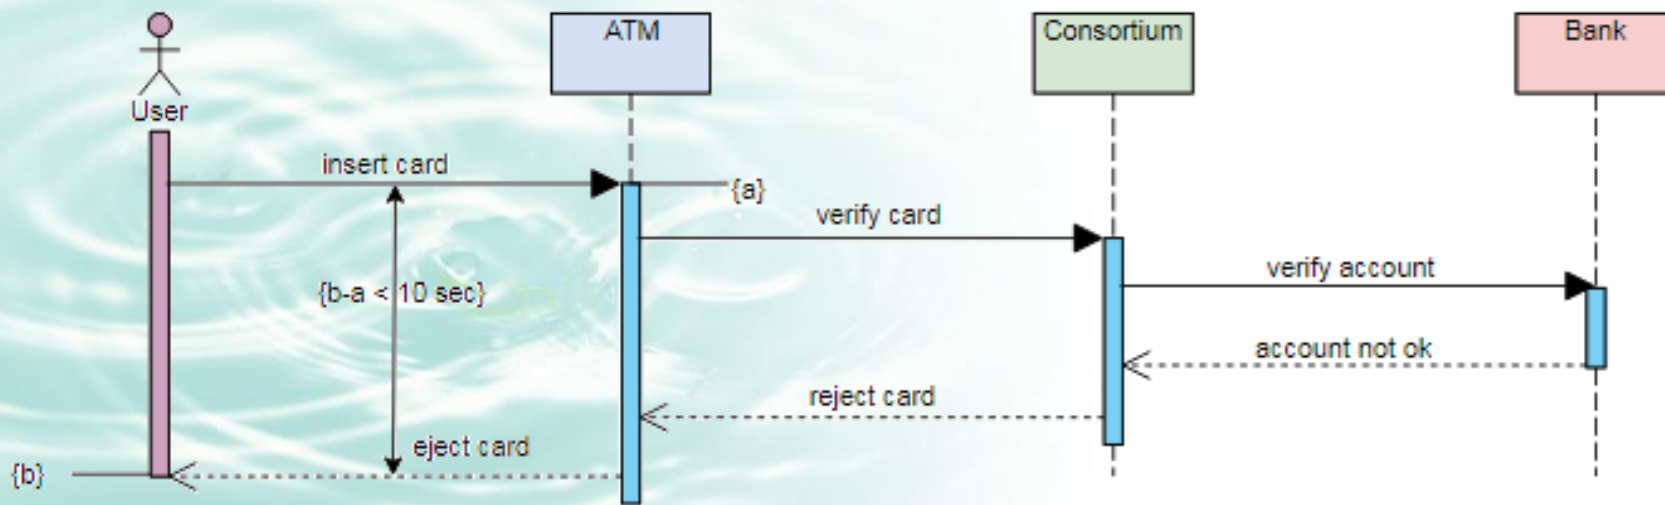 ATM
Consortium
Bank
User
insert card
{a}
verify card
verify account
{b-a < 10 sec}
account not ok
reject card
eject card
{b}